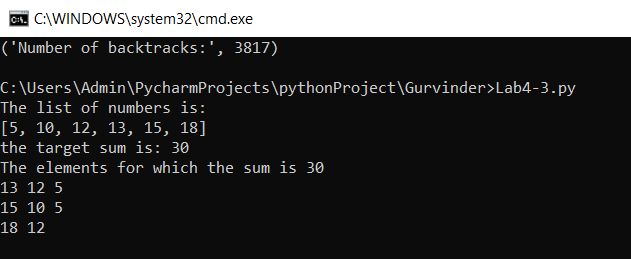 C:\WINDOWS\system32\cmd.exe
('Number of backtracks:', 3817)
C:\Users\Admin\PycharmProjects\pythonProject\Gurvinder>Lab4-3.py
The list of numbers is:
[5, 10, 12, 13, 15, 18]
the target sum is: 30
The elements for which the sum is 30
13 12 5
15 10 5
18 12